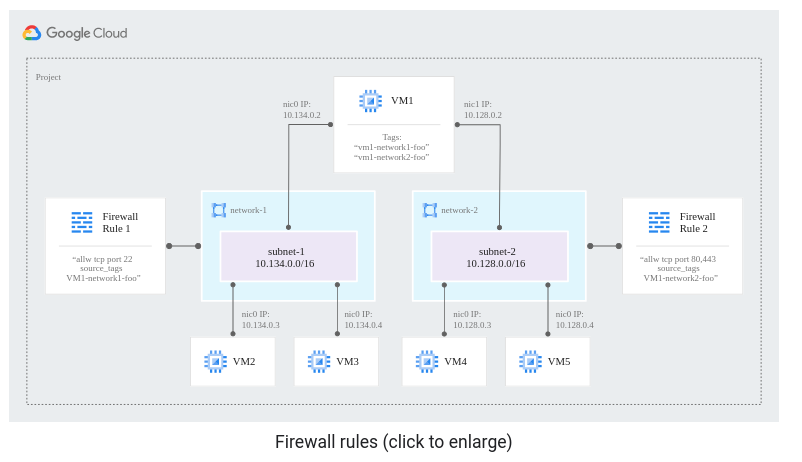 Google Cloud
Project
VM1
nic0 IP:
10.134.0.2
nic1 IP:
10.128.0.2
Tags:
“vm1-network1-foo”
“vm1-network2-foo”
Firewall
Rule 1
“allw tcp port 22
source_tags
VM1-network1-foo”
network-1
subnet-1
10.134.0.0/16
network-2
subnet-2
10.128.0.0/16
Firewall
Rule 2
“allw tcp port 80,443
source_tags
VM1-network2-foo”
nic0 IP:
10.134.0.3
nic0 IP:
10.134.0.4
nic0 IP:
10.128.0.3
nic0 IP:
10.128.0.4
VM2
VM3
VM4
VM5
Firewall rules (click to enlarge)